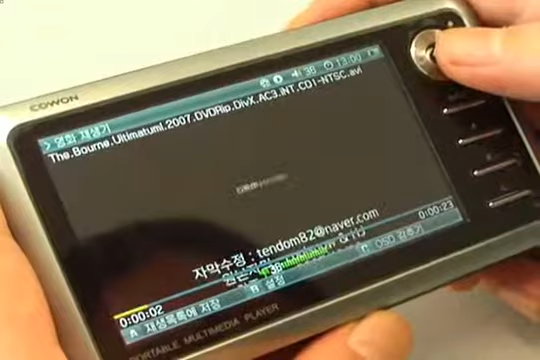 COWON
36 13:00
> 영화 재생기
The.Bourne.Ultimatum.2007.DVDRip.DivX.AC3.iNT.CD1-NTSC.avi
자막수정 : tendom82@naver.com
0:00:23
38
0:00:02
A 재생목록에 저장 B 설정 C OSD 감추기
PORTABLE MULTIMEDIA PLAYER